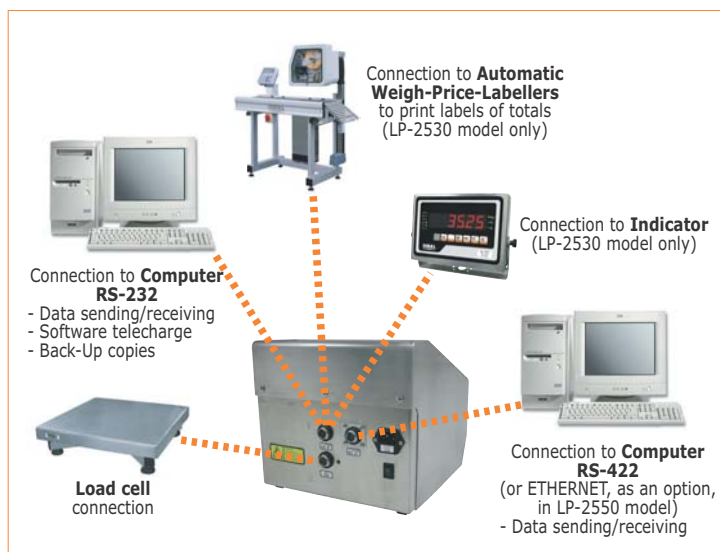 Connection to Automatic
Weigh-Price-Labellers
to print labels of totals
(LP-2530 model only)
3525
Connection to Indicator
(LP-2530 model only)
Connection to Computer
RS-232
- Data sending/receiving
- Software telecharge
- Back-Up copies
Load cell
connection
Connection to Computer
RS-422
(or ETHERNET, as an option,
in LP-2550 model)
- Data sending/receiving